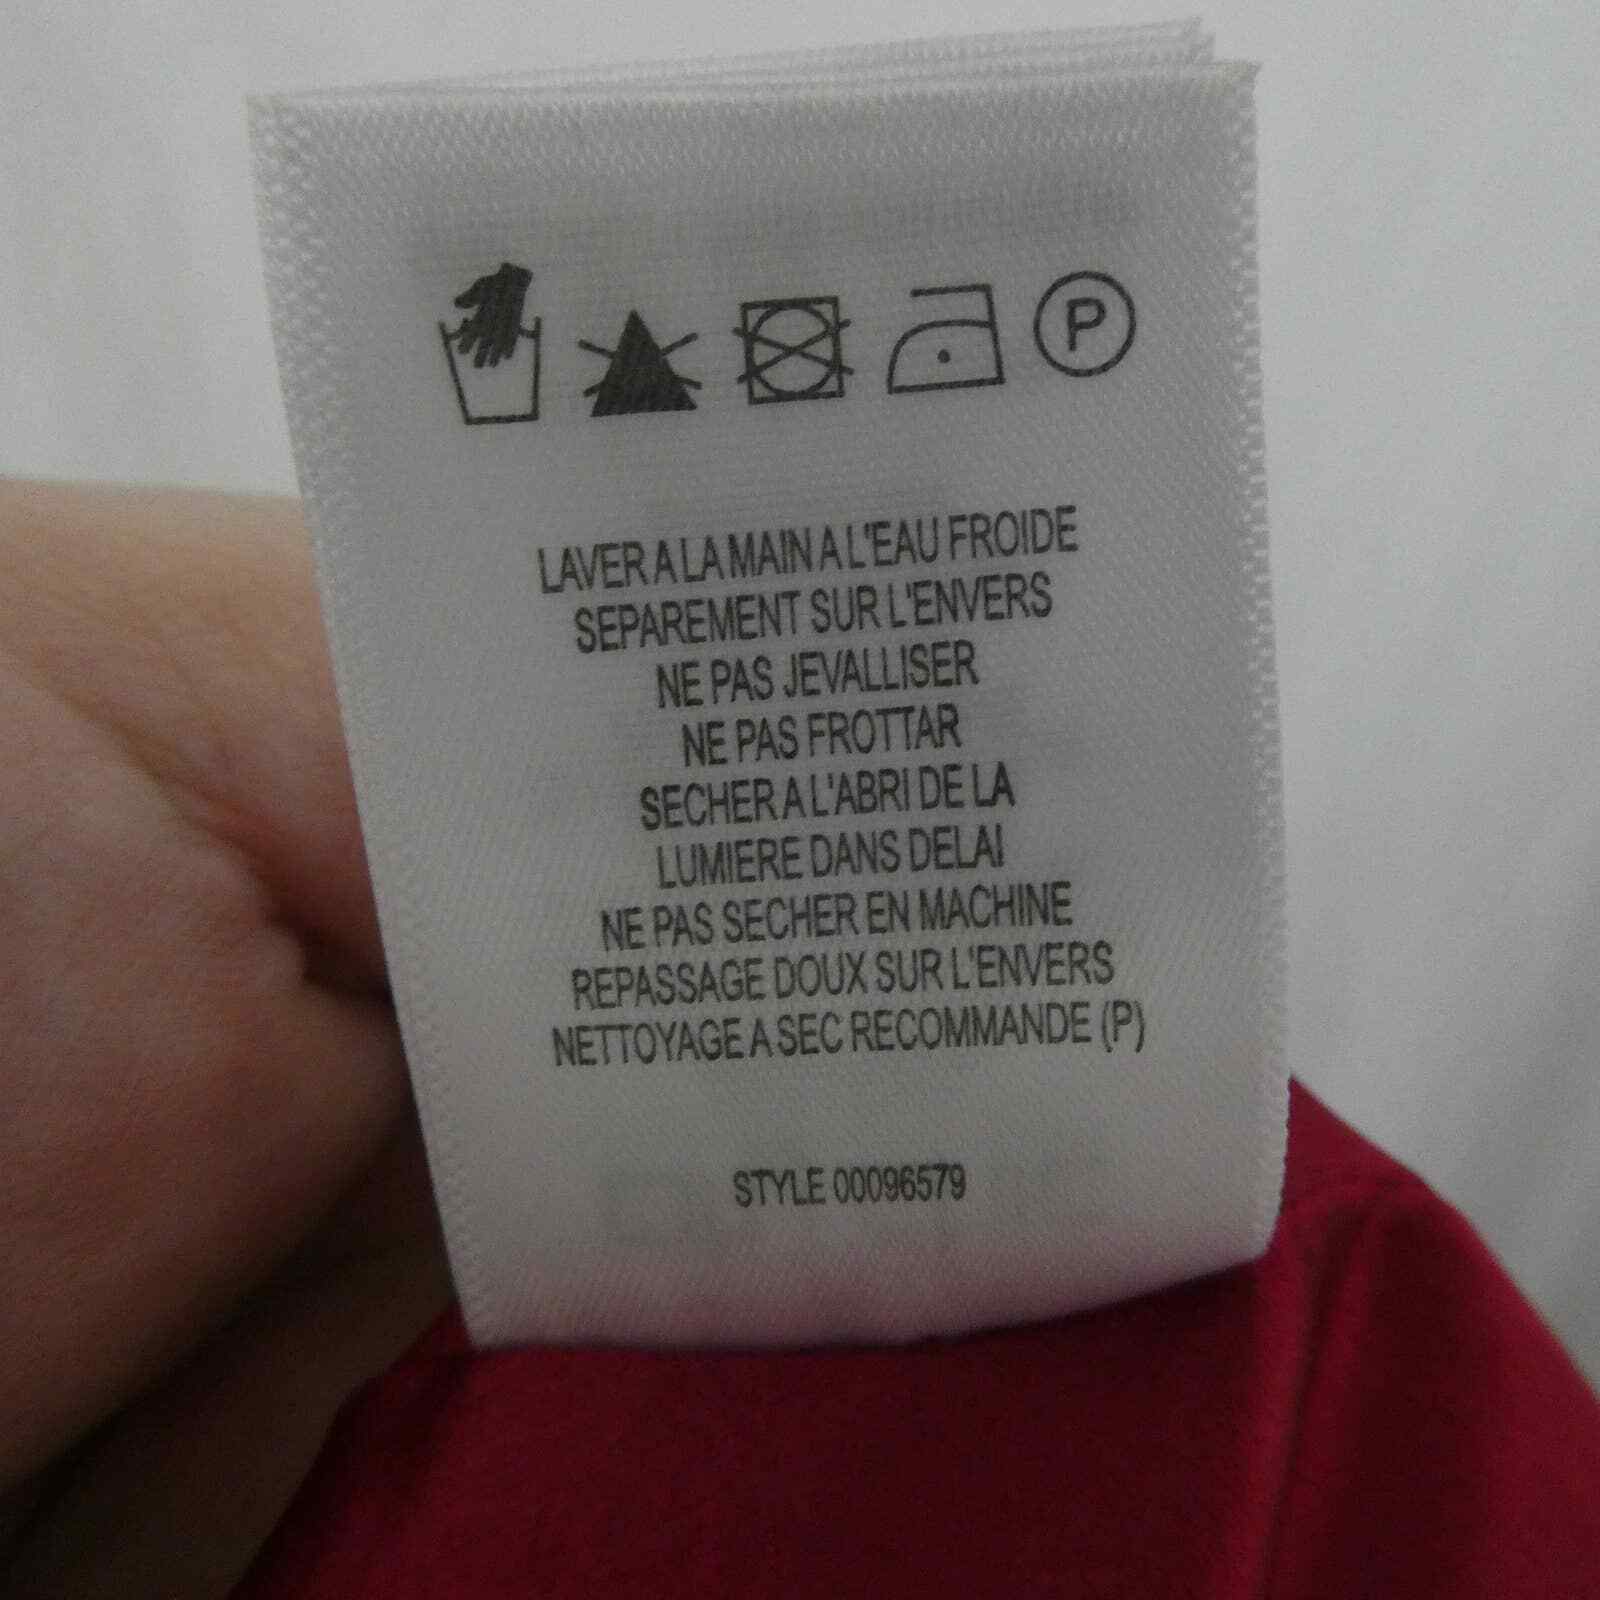 P
LAVER A LA MAIN A L'EAU FROIDE
SEPAREMENT SUR L'ENVERS
NE PAS JEVALLISER
NE PAS FROTTAR
SECHER A L'ABRI DE LA
LUMIERE DANS DELAI
NE PAS SECHER EN MACHINE
REPASSAGE DOUX SUR L'ENVERS
NETTOYAGE A SEC RECOMMANDE (P)
STYLE 00096579